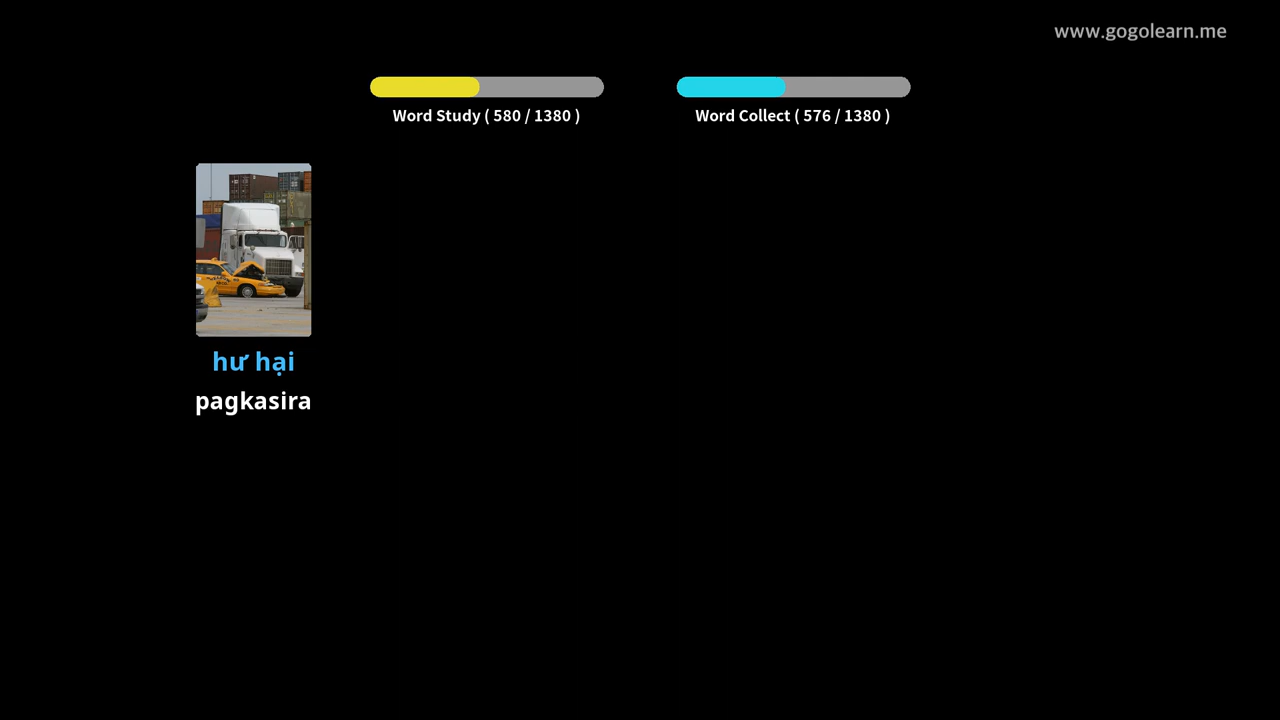 www.gogolearn.me
Word Study ( 580 / 1380 )
Word Collect ( 576 / 1380 )
hư hại
pagkasira